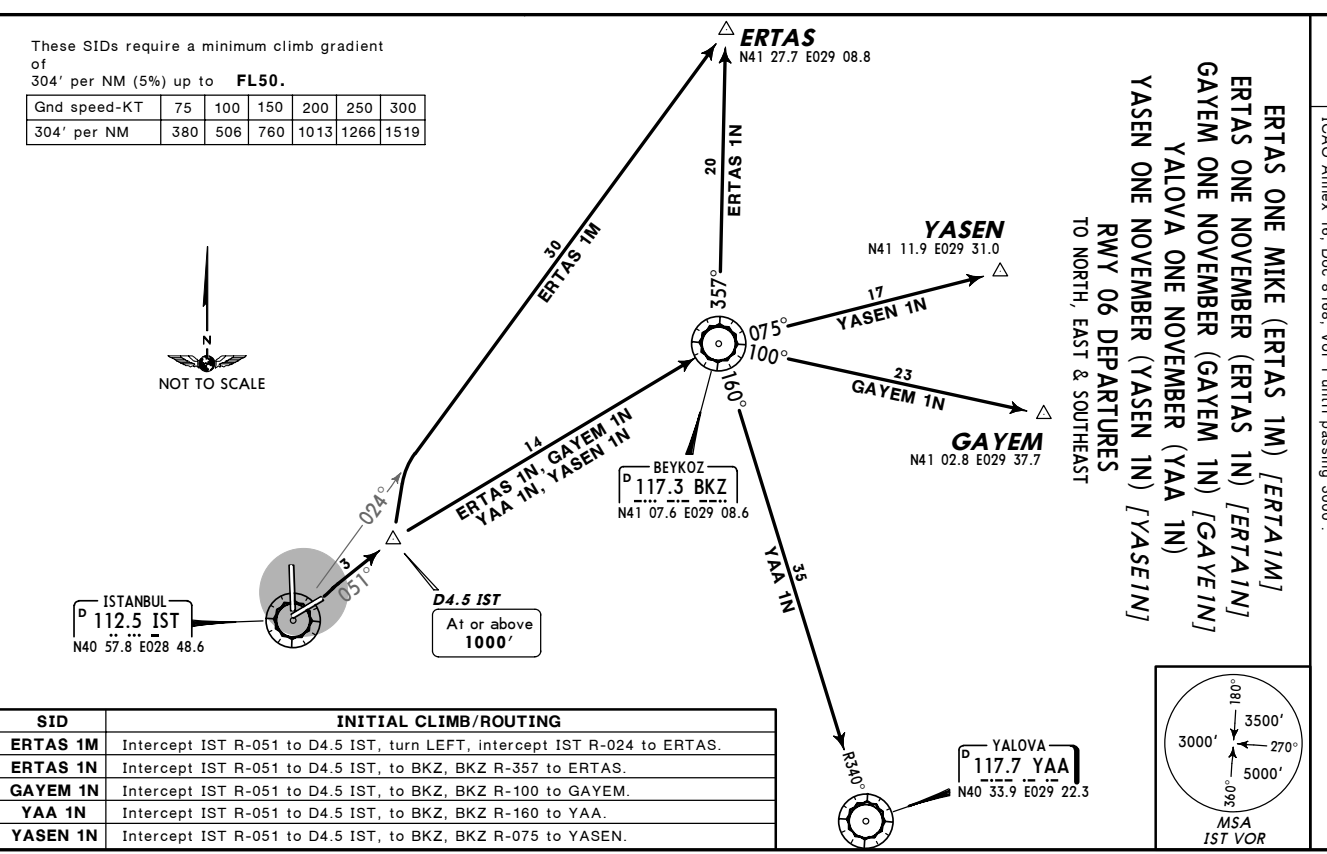 These SIDs require a minimum climb gradient
of
304' per NM (5%) up to FL50.
Gnd speed-KT 75 100 150 200 250 300
304' per NM 380 506 760 1013 1266 1519
ERTAS
N41 27.7 E029 08.8
20
ERTAS 1N
30
ERTAS 1M
YASEN
N41 11.9 E029 31.0
N
NOT TO SCALE
357°
17
YASEN 1N
075°
100°
160°
23
GAYEM 1N
GAYEM
N41 02.8 E029 37.7
14
ERTAS 1N, GAYEM 1N
YAA 1N, YASEN 1N
BEYKOZ
D 117.3 BKZ
N41 07.6 E029 08.6
024°
3
051°
ISTANBUL
D 112.5 IST
N40 57.8 E028 48.6
D4.5 IST
At or above
1000'
35
YAA 1N
R340°
YALOVA
D 117.7 YAA
N40 33.9 E029 22.3
ERTAS ONE MIKE (ERTAS 1M) [ERTA1M]
ERTAS ONE NOVEMBER (ERTAS 1N) [ERTA1N]
GAYEM ONE NOVEMBER (GAYEM 1N) [GAYE1N]
YALOVA ONE NOVEMBER (YAA 1N)
YASEN ONE NOVEMBER (YASEN 1N) [YASE1N]
RWY 06 DEPARTURES
TO NORTH, EAST & SOUTHEAST
180°
3500'
3000'
270°
5000'
360°
MSA
IST VOR
SID INITIAL CLIMB/ROUTING
ERTAS 1M Intercept IST R-051 to D4.5 IST, turn LEFT, intercept IST R-024 to ERTAS.
ERTAS 1N Intercept IST R-051 to D4.5 IST, to BKZ, BKZ R-357 to ERTAS.
GAYEM 1N Intercept IST R-051 to D4.5 IST, to BKZ, BKZ R-100 to GAYEM.
YAA 1N Intercept IST R-051 to D4.5 IST, to BKZ, BKZ R-160 to YAA.
YASEN 1N Intercept IST R-051 to D4.5 IST, to BKZ, BKZ R-075 to YASEN.